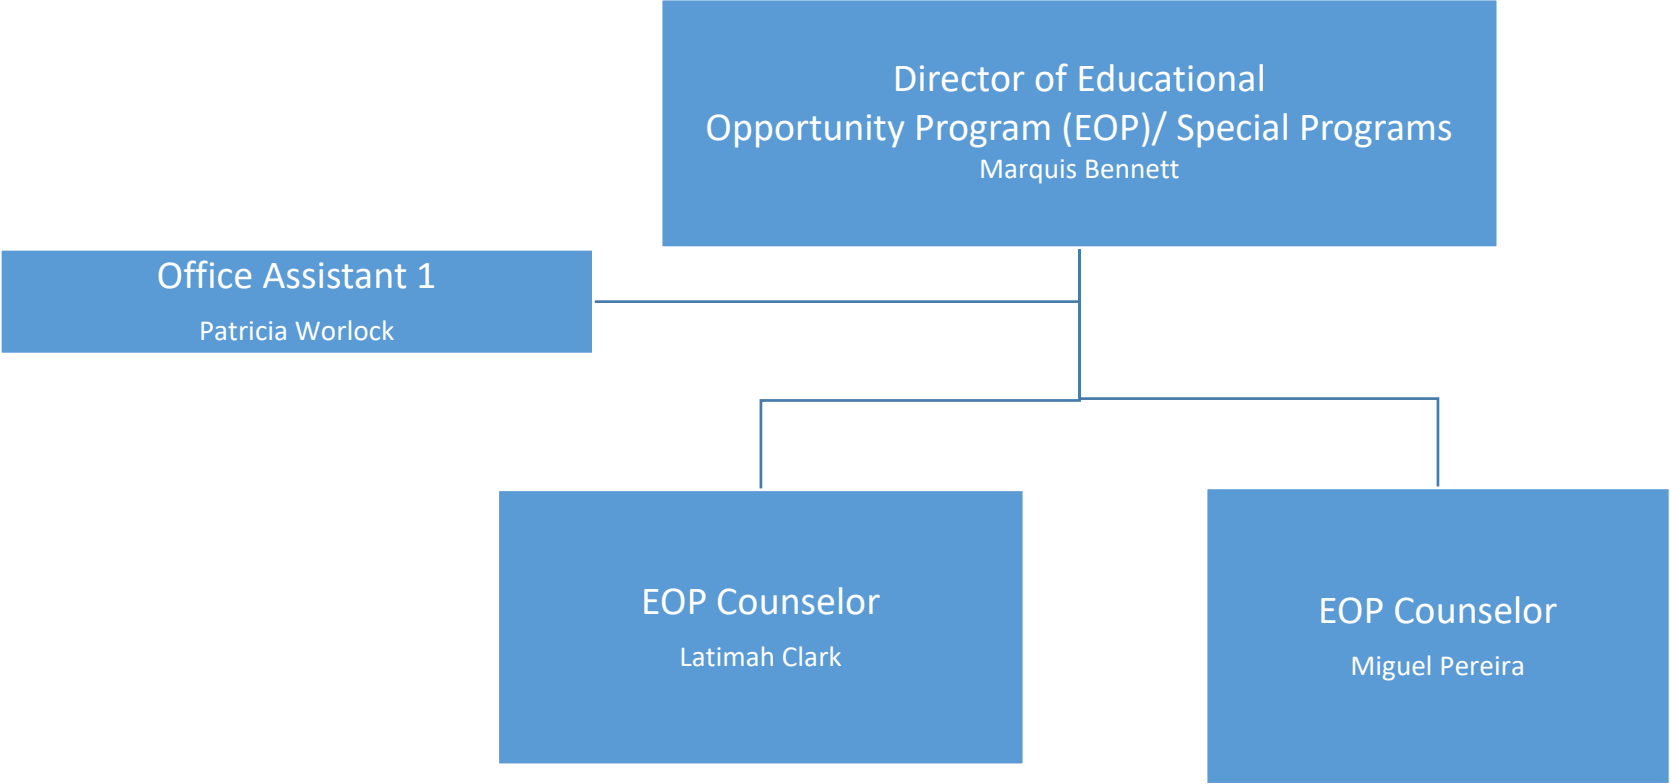 Director of Educational
Opportunity Program (EOP)/ Special Programs
Marquis Bennett
Office Assistant 1
Patricia Worlock
EOP Counselor
Latimah Clark
EOP Counselor
Miguel Pereira